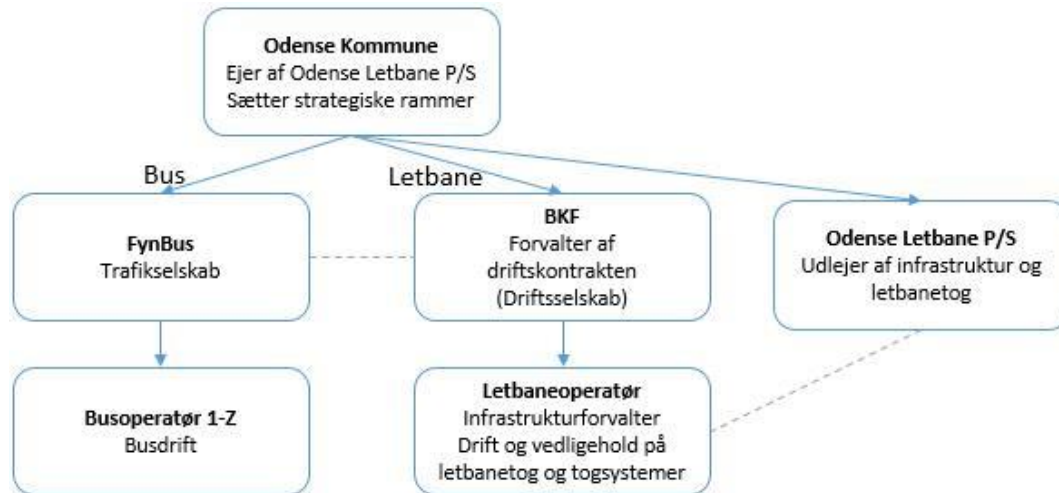 Odense Kommune
Ejer af Odense Letbane P/S
Sætter strategiske rammer
Bus
Letbane
FynBus
Trafikselskab
BKF
Forvalter af
driftskontrakten
(Driftsselskab)
Odense Letbane P/S
Udlejer af infrastruktur og
letbanetog
Busoperatør 1-Z
Busdrift
Letbaneoperatør
Infrastrukturforvalter
Drift og vedligehold på
letbanetog og togsystemer